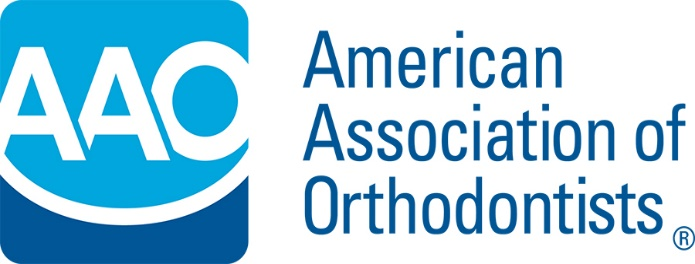 AAO
American
Association of
Orthodontists
®